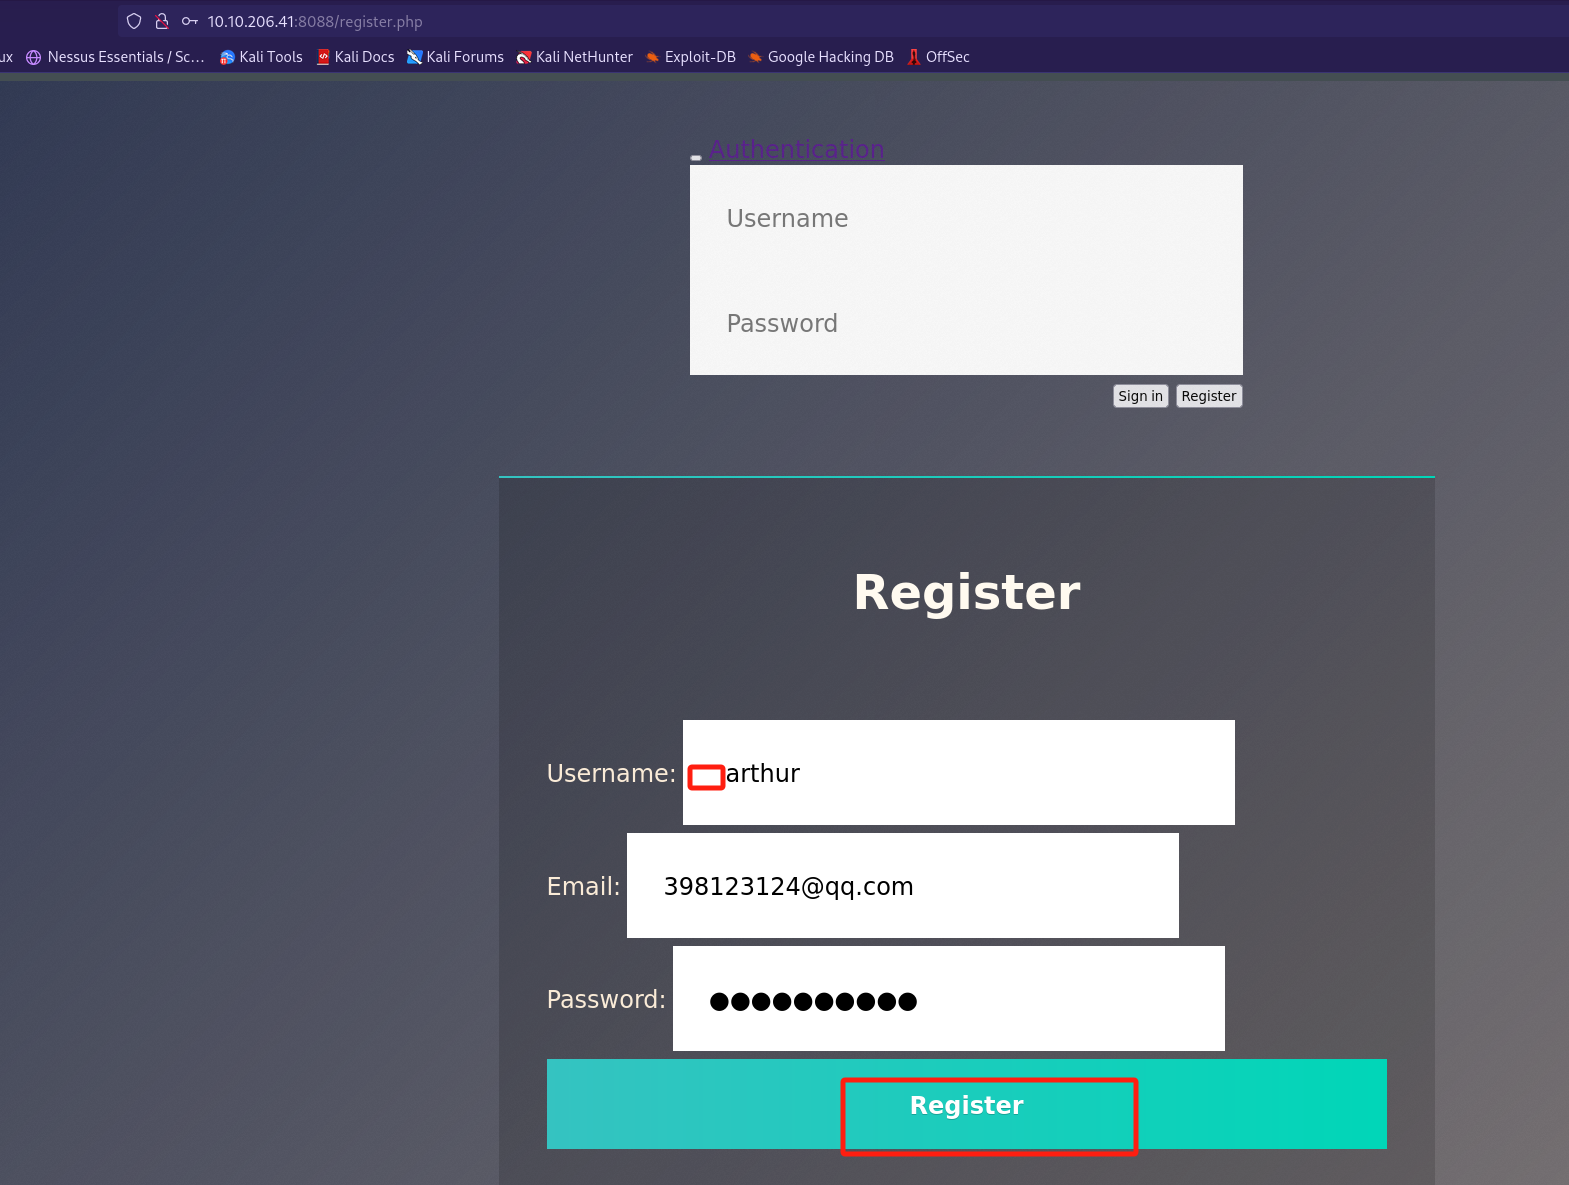 10.10.206.41:8088/register.php
ux Nessus Essentials / Sc... Kali Tools Kali Docs Kali Forums Kali NetHunter Exploit-DB Google Hacking DB OffSec
Authentication
Username
Password
Sign in Register
Register
Username: arthur
Email: 398123124@qq.com
Password: ●●●●●●●●●●
Register